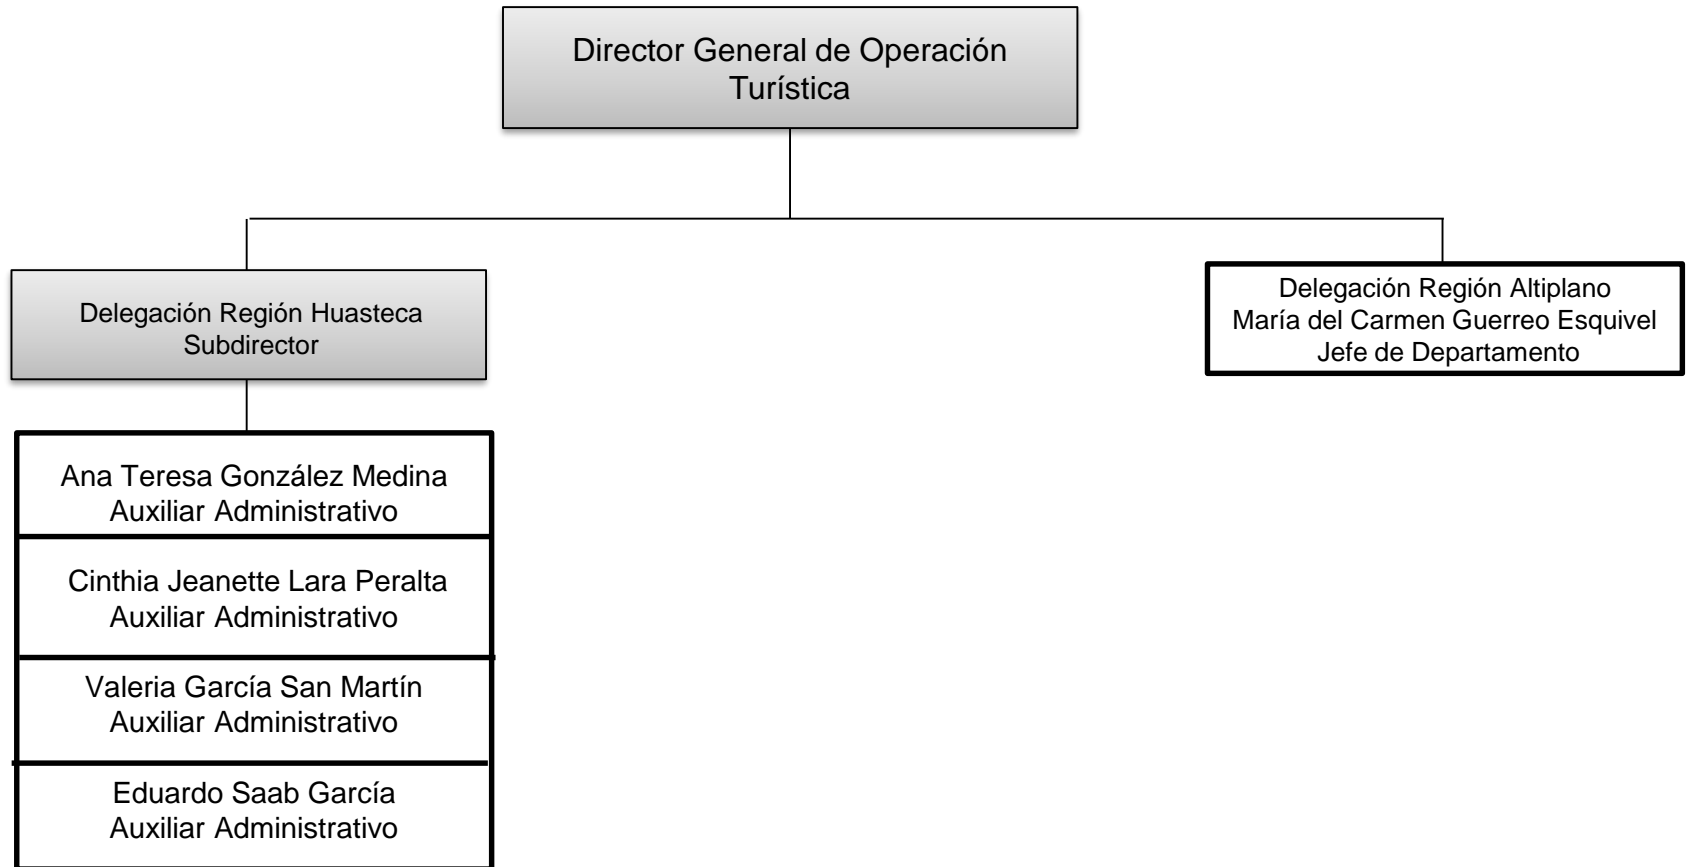 Director General de Operación
Turística
Delegación Región Huasteca
Subdirector
Delegación Región Altiplano
María del Carmen Guerreo Esquivel
Jefe de Departamento
Ana Teresa González Medina
Auxiliar Administrativo
Cinthia Jeanette Lara Peralta
Auxiliar Administrativo
Valeria García San Martín
Auxiliar Administrativo
Eduardo Saab García
Auxiliar Administrativo